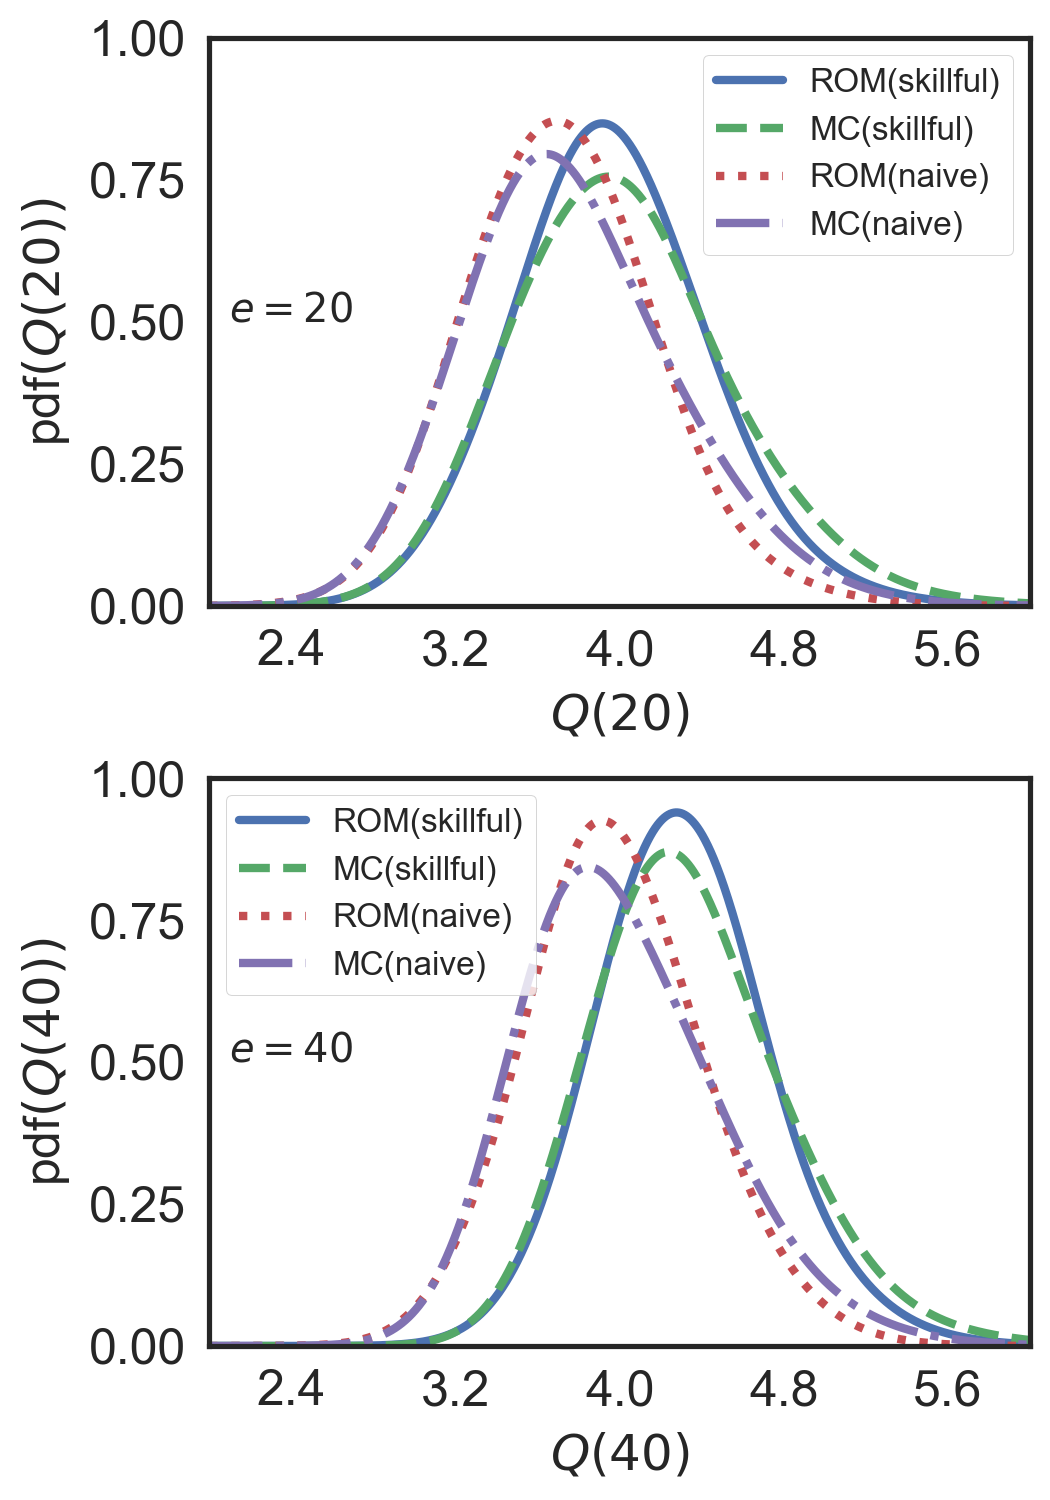 1.00
0.75
0.50
0.25
0.00
pdf(Q(20))
ROM(skillful)
MC(skillful)
ROM(naive)
MC(naive)
e = 20
2.4 3.2 4.0 4.8 5.6
Q(20)
1.00
0.75
0.50
0.25
0.00
pdf(Q(40))
ROM(skillful)
MC(skillful)
ROM(naive)
MC(naive)
e = 40
2.4 3.2 4.0 4.8 5.6
Q(40)